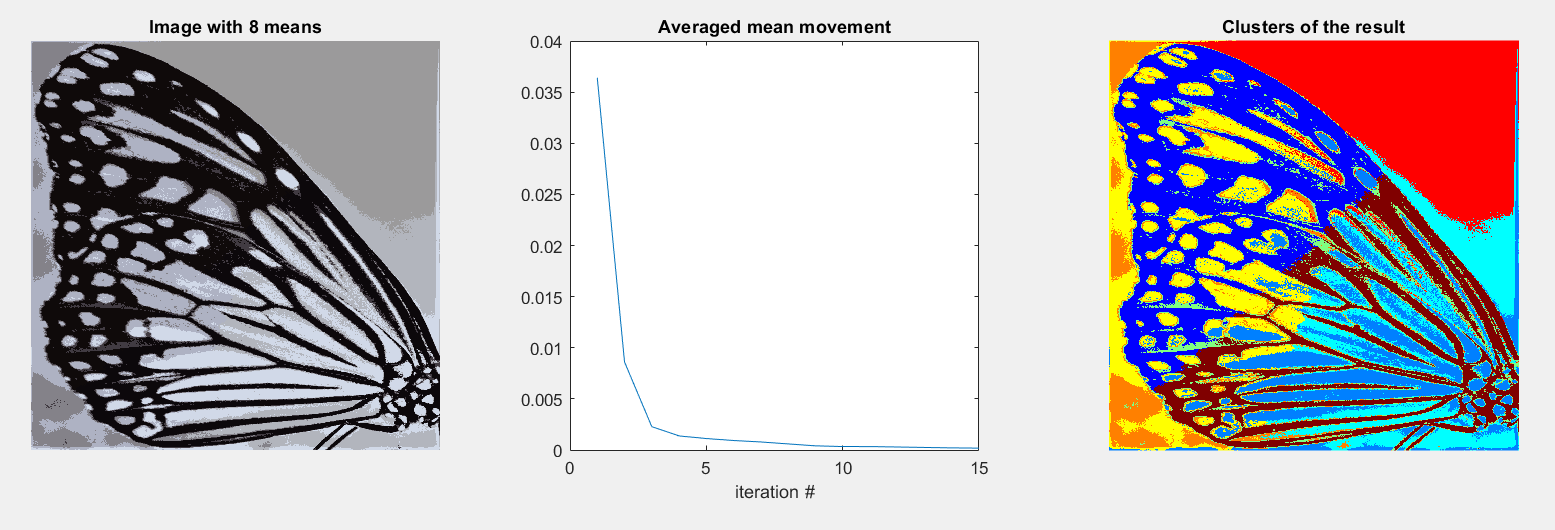 Image with 8 means
Averaged mean movement
0.04
0.035
0.03
0.025
0.02
0.015
0.01
0.005
0
0 5 10 15
iteration #
Clusters of the result